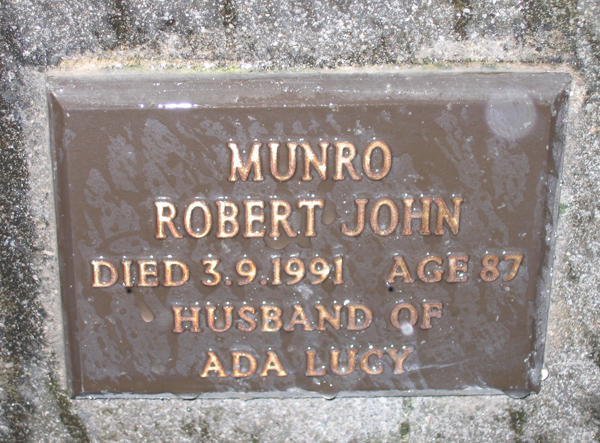 MUNRO
ROBERT JOHN
DIED 3.9.1991 AGE 87
HUSBAND OF
ADA LUCY